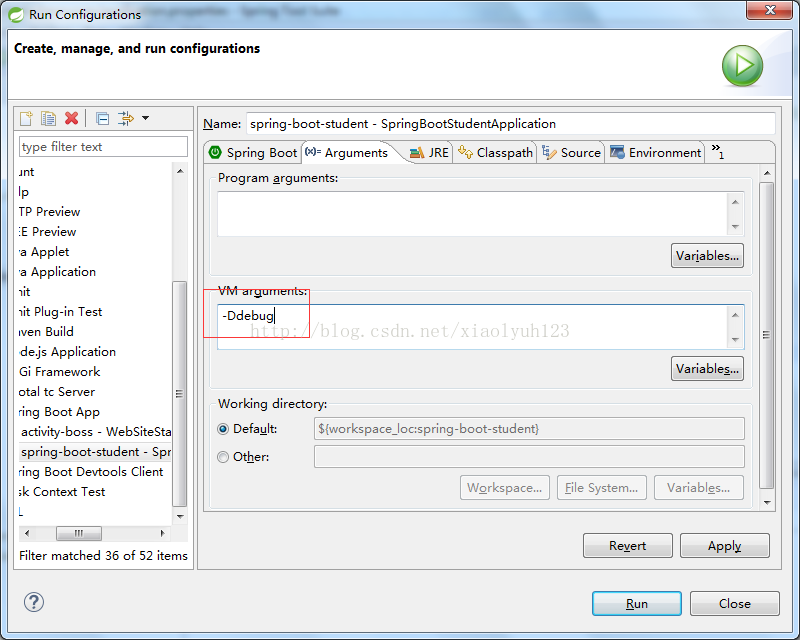 Run Configurations
Create, manage, and run configurations
type filter text
unt
lp
TP Preview
EE Preview
va Applet
va Application
nit
nit Plug-in Test
aven Build
de.js Application
Gi Framework
otal tc Server
ring Boot App
activity-boss - WebSiteSta
spring-boot-student - Spr
ring Boot Devtools Client
sk Context Test
L
Filter matched 36 of 52 items
Name: spring-boot-student - SpringBootStudentApplication
Spring Boot (x)= Arguments JRE Classpath Source Environment »1
Program arguments:
Variables...
VM arguments:
-Ddebug
http://blog.csdn.net/xiaolyuh123
Variables...
Working directory:
Default: ${workspace_loc:spring-boot-student}
Other:
Workspace... File System... Variables...
Revert Apply
? Run Close